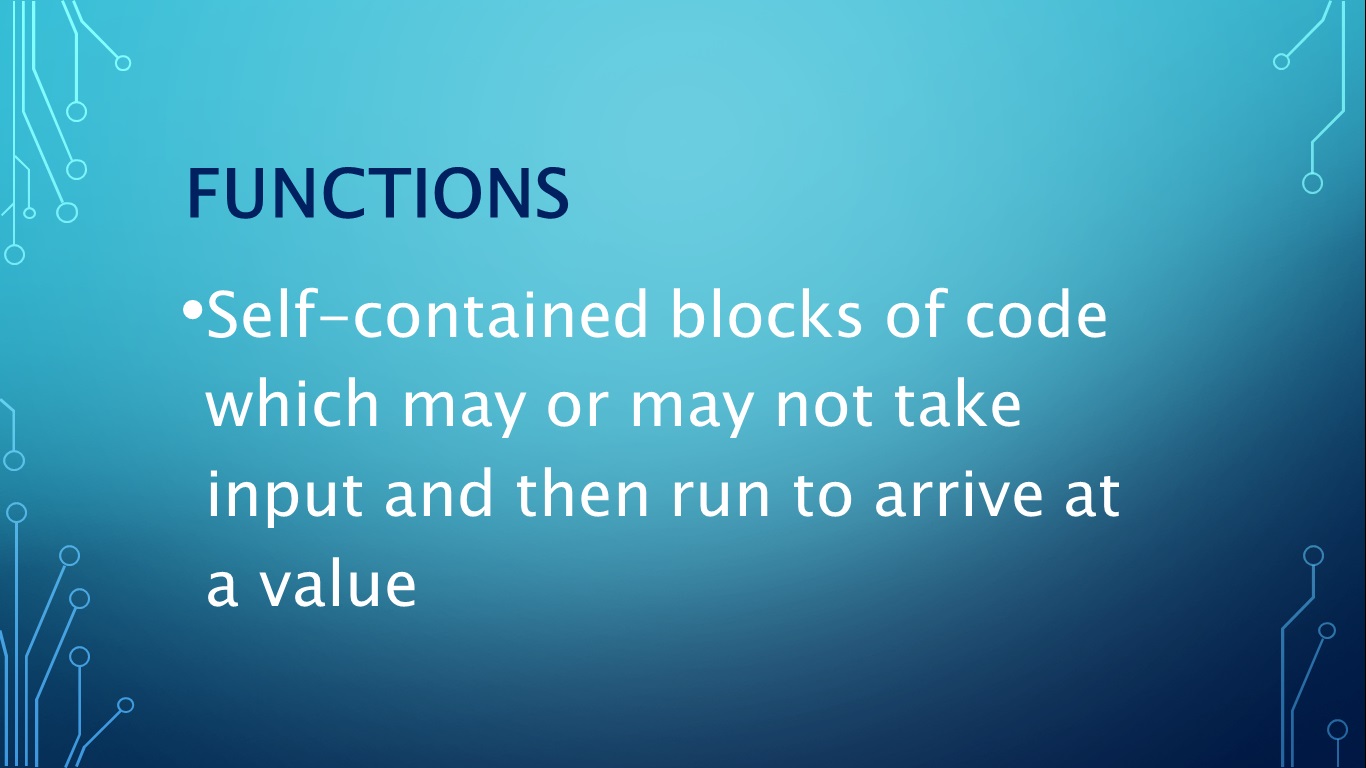 FUNCTIONS
•Self-contained blocks of code
which may or may not take
input and then run to arrive at
a value